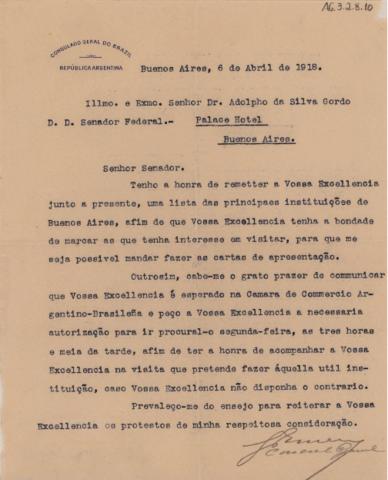 AG.3.2.8.10
CONSULADO GERAL DO BRAZIL
REPÚBLICA ARGENTINA
Buenos Aires, 6 de Abril de 1918.
Illmo. e Exmo. Senhor Dr. Adolpho da Silva Gordo
D. D. Senador Federal.- Palace Hotel
Buenos Aires.
Senhor Senador.
Tenho a honra de remetter a Vossa Excellencia
junto a presente, uma lista das principaes instituições de
Buenos Aires, afim de que Vossa Excellencia tenha a bondade
de marcar as que tenha interesse em visitar, para que me
seja possivel mandar fazer as cartas de apresentação.
Outrosim, cabe-me o grato prazer de communicar
que Vossa Excellencia é esperado na Camara de Commercio Ar-
gentino-Brasileña e peço a Vossa Excellencia a necessaria
autorização para ir procural-o segunda-feira, as tres horas
e meia da tarde, afim de ter a honra de acompanhar a Vossa
Excellencia na visita que pretende fazer áquella util ins-
tituição, caso Vossa Excellencia não disponha o contrario.
Prevaleço-me do ensejo para reiterar a Vossa
Excellencia os protestos de minha respeitosa consideração.
Consul Geral